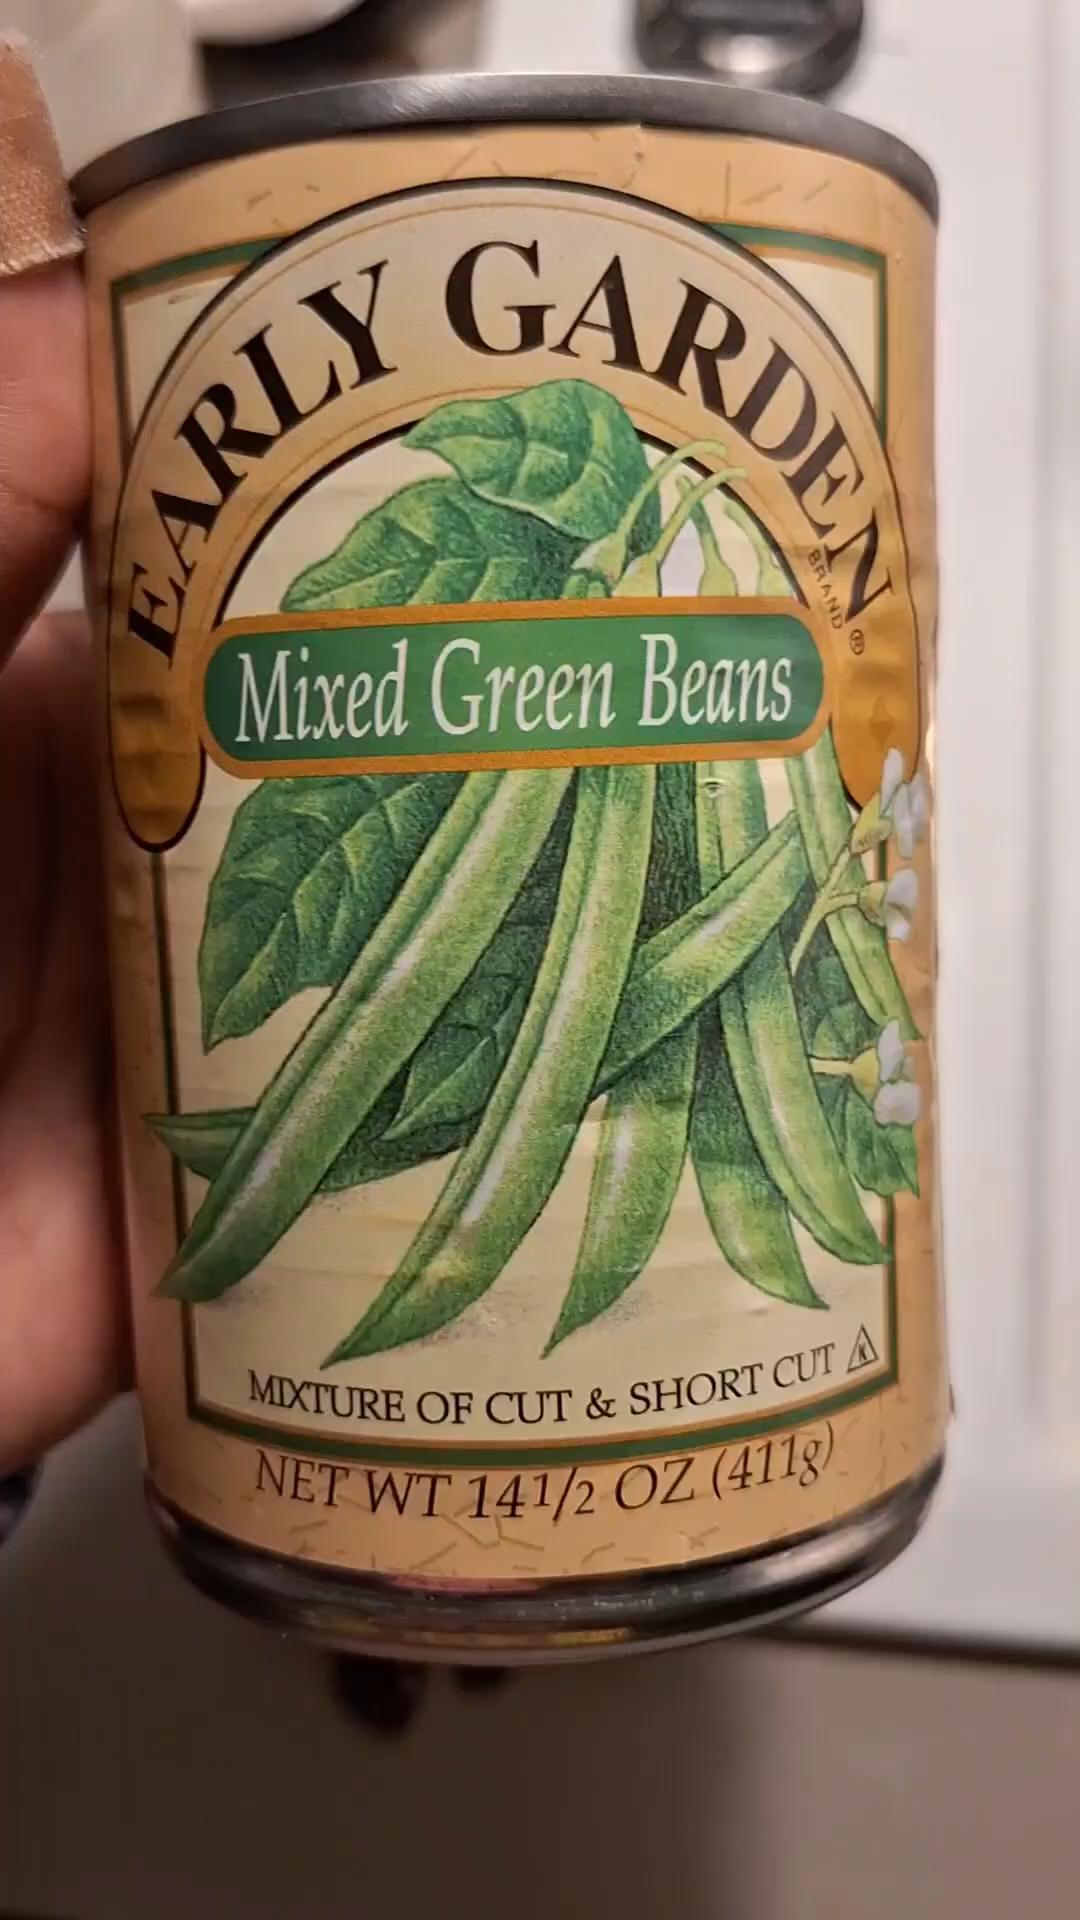 EARLY GARDEN
BRAND ®
Mixed Green Beans
MIXTURE OF CUT & SHORT CUT K
NET WT 14 1/2 OZ (411g)